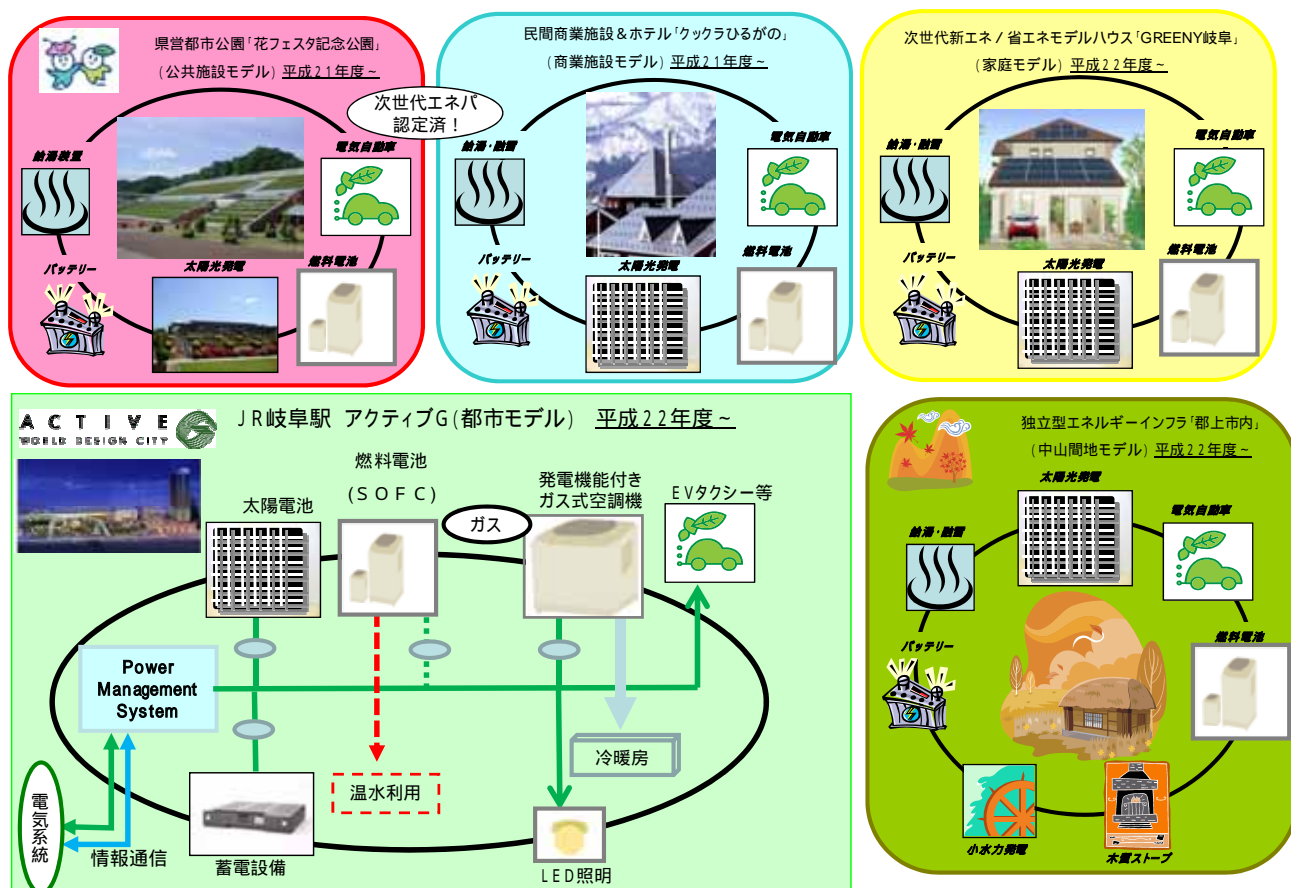 県営都市公園「花フェスタ記念公園」
(公共施設モデル) 平成21年度~
次世代エネパ
認定済!
給湯装置
電気自動車
バッテリー
太陽光発電
燃料電池
民間商業施設&ホテル「クックラひるがの」
(商業施設モデル) 平成21年度~
給湯・融雪
電気自動車
バッテリー
太陽光発電
燃料電池
次世代新エネ/省エネモデルハウス「GREENY岐阜」
(家庭モデル) 平成22年度~
給湯・融雪
電気自動車
バッテリー
太陽光発電
燃料電池
ACTIVE G
WORLD DESIGN CITY
JR岐阜駅 アクティブG(都市モデル) 平成22年度~
太陽電池
燃料電池
(SOFC)
ガス
発電機能付き
ガス式空調機
EVタクシー等
Power
Management
System
冷暖房
温水利用
電気系統
情報通信
蓄電設備
LED照明
独立型エネルギーインフラ「郡上市内」
(中山間地モデル) 平成22年度~
太陽光発電
給湯・融雪
電気自動車
バッテリー
燃料電池
小水力発電
木質ストーブ